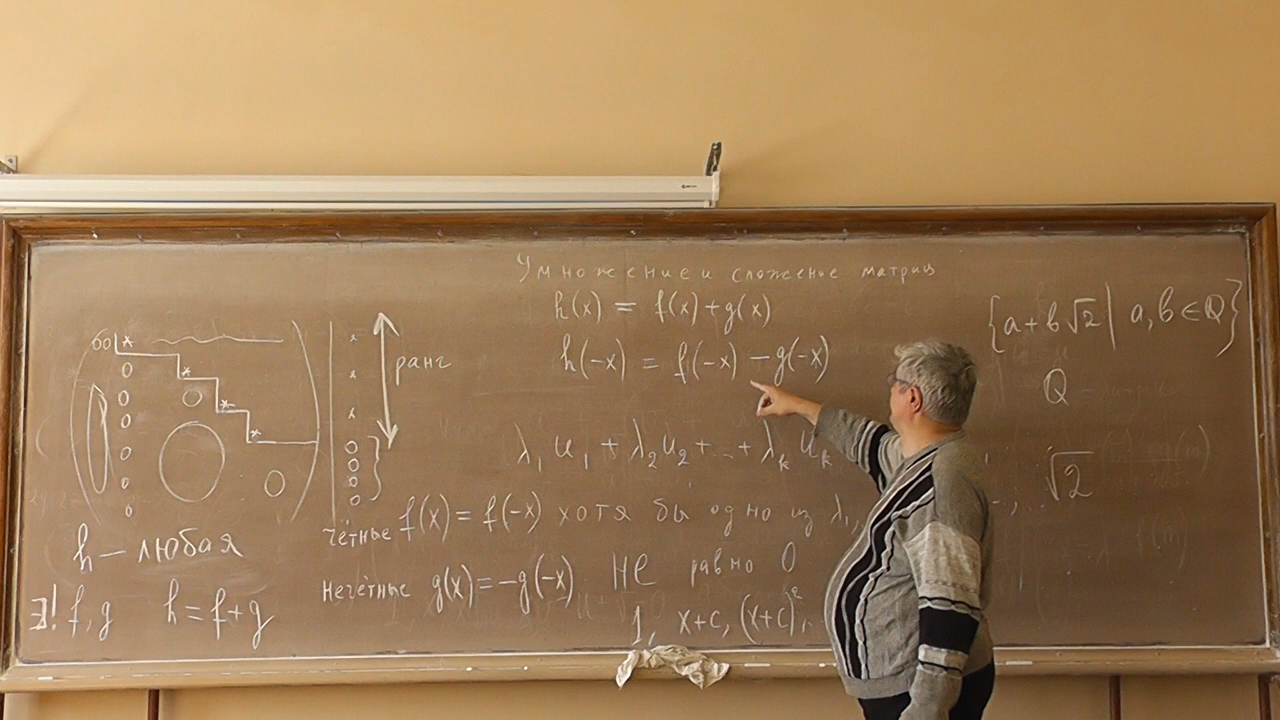 Умножение и сложение матриц
h(x) = f(x)+g(x)
h(-x) = f(-x) -g(-x)
{a+b√2 | a,b∈Q}
Q
√2
ранг
λ₁u₁+λ₂u₂+...+λₖuₖ
чётные f(x)=f(-x) хотя бы одно из λ₁,
нечётные g(x)=-g(-x) НЕ равно 0
1, x+c, (x+c)²,
h — любая
∃! f,g h=f+g